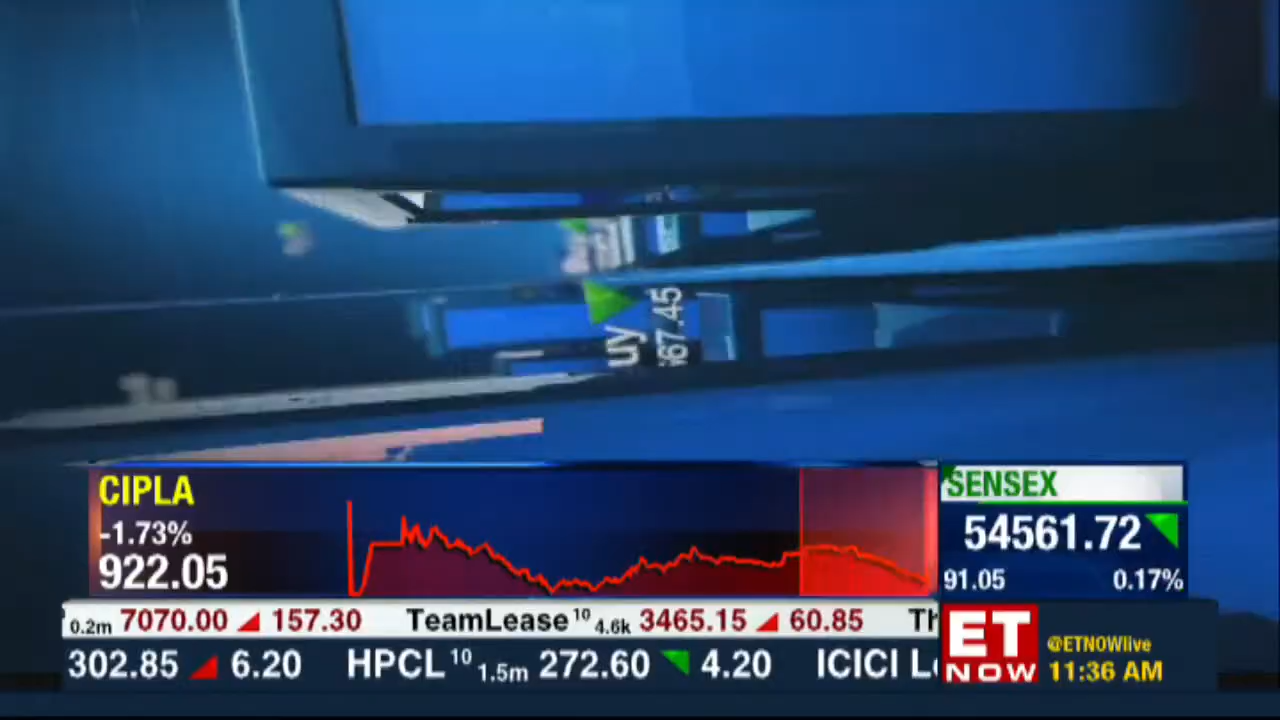 uy
67.45
CIPLA
-1.73%
922.05
SENSEX
54561.72
91.05 0.17%
0.2m 7070.00 157.30 TeamLease 10 4.6k 3465.15 60.85 Th
302.85 6.20 HPCL 10 1.5m 272.60 4.20 ICICI L
ET
NOW
@ETNOWlive
11:36 AM